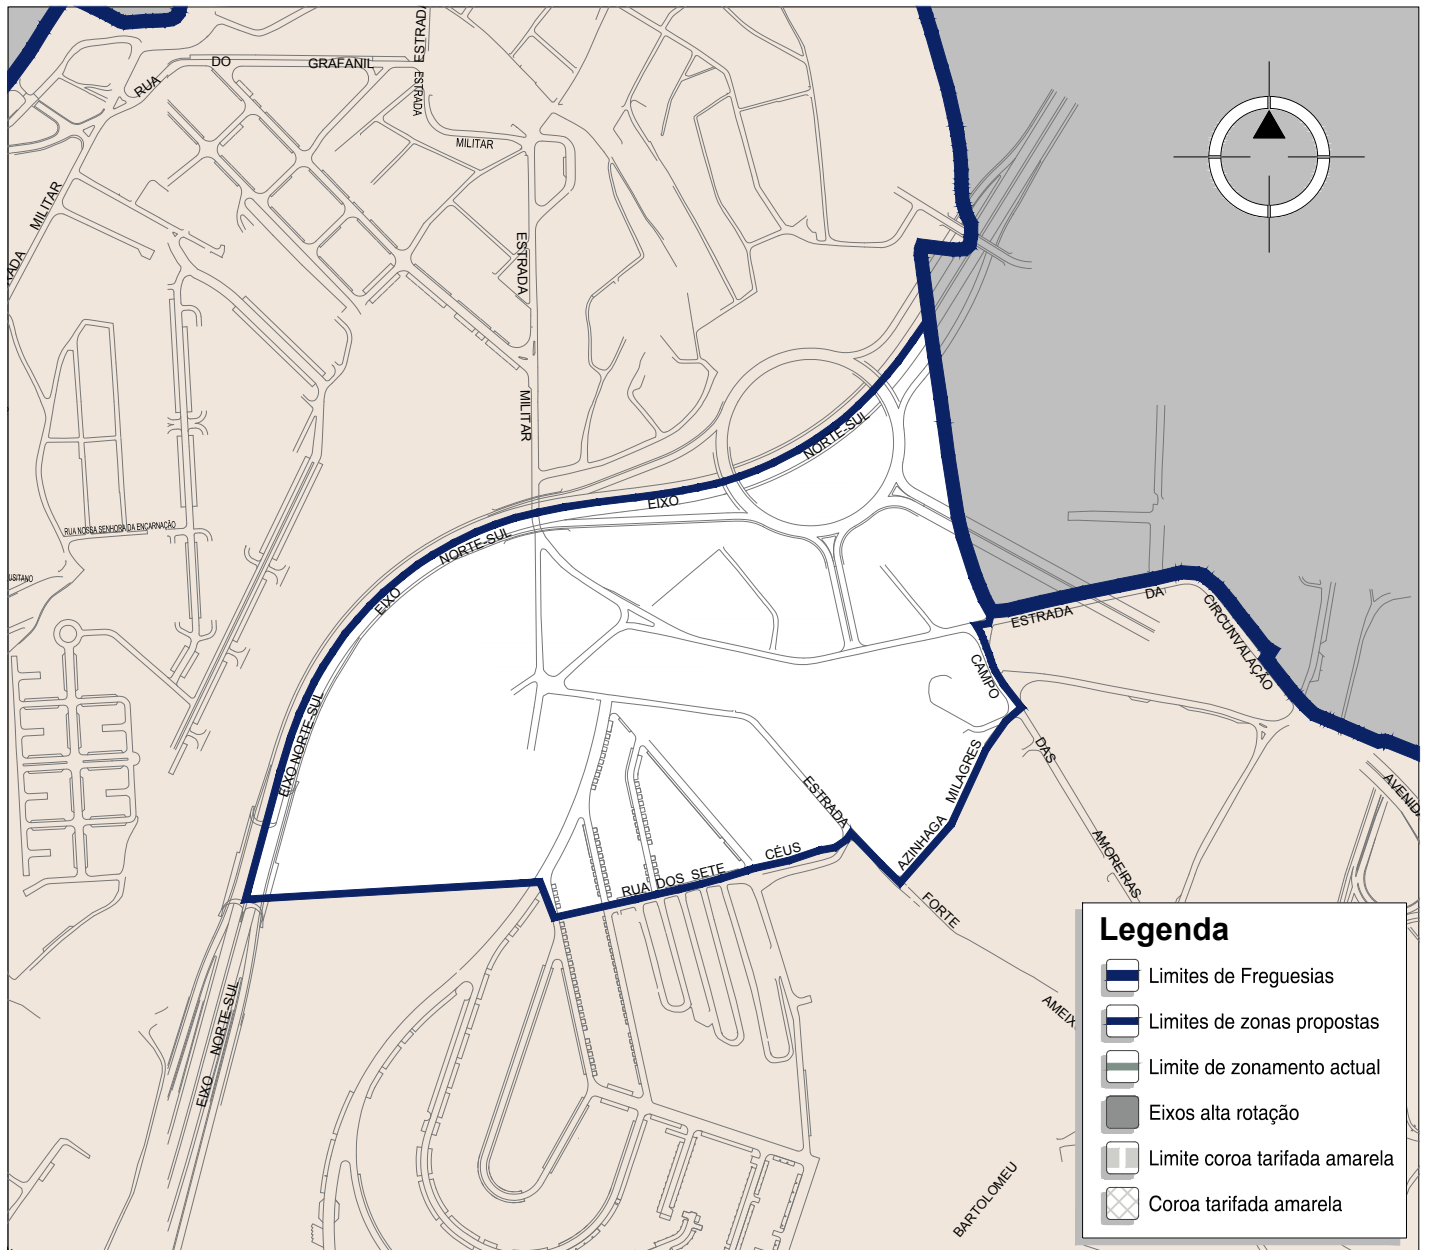 ESTRADA
DO
GRAFANIL
RUA
ESTRADA
MILITAR
MILITAR
RADA
ESTRADA
MILITAR
NORTE-SUL
EIXO
RUA NOSSA SENHORA DA ENCARNAÇÃO
NORTE-SUL
USITANO
EIXO
ESTRADA
DA
CIRCUNVALAÇÃO
CAMPO
EIXO NORTE-SUL
DAS
MILAGRES
ESTRADA
AVENIDA
AZINHAGA
AMOREIRAS
CÉUS
RUA DOS SETE
FORTE
AMEIX
NORTE-SUL
EIXO
BARTOLOMEU
Legenda
Limites de Freguesias
Limites de zonas propostas
Limite de zonamento actual
Eixos alta rotação
Limite coroa tarifada amarela
Coroa tarifada amarela